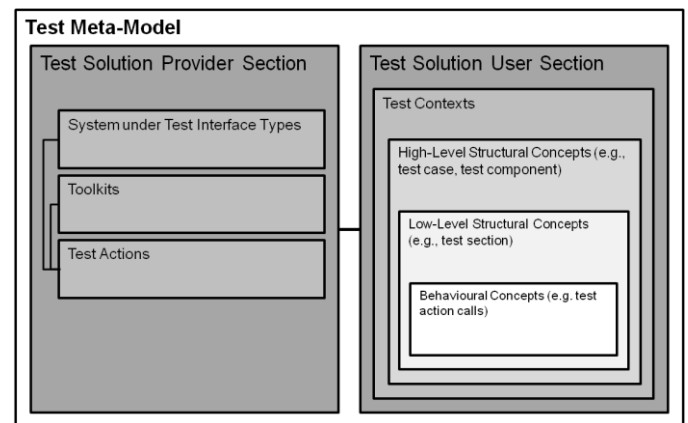 Test Meta-Model
Test Solution Provider Section
System under Test Interface Types
Toolkits
Test Actions
Test Solution User Section
Test Contexts
High-Level Structural Concepts (e.g.,
test case, test component)
Low-Level Structural Concepts
(e.g., test section)
Behavioural Concepts (e.g. test
action calls)